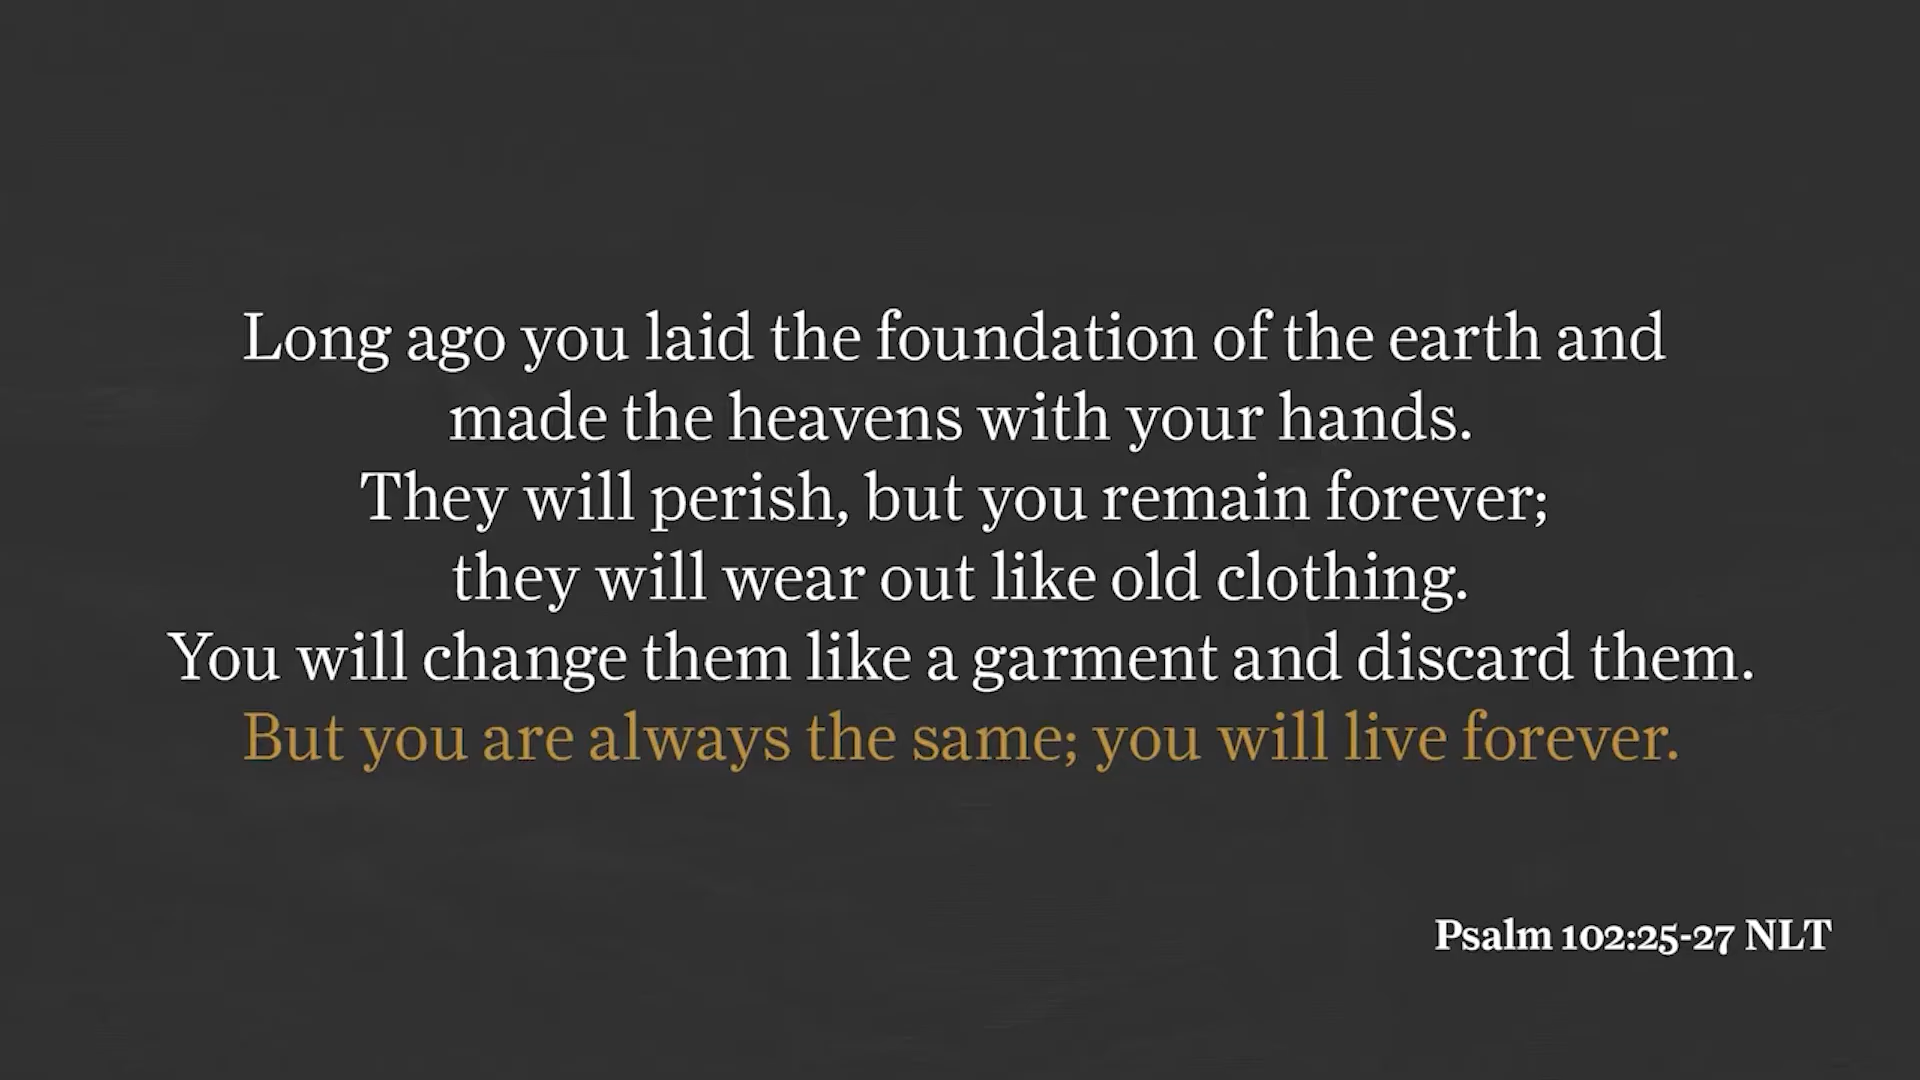 Long ago you laid the foundation of the earth and
made the heavens with your hands.
They will perish, but you remain forever;
they will wear out like old clothing.
You will change them like a garment and discard them.
But you are always the same; you will live forever.
Psalm 102:25-27 NLT